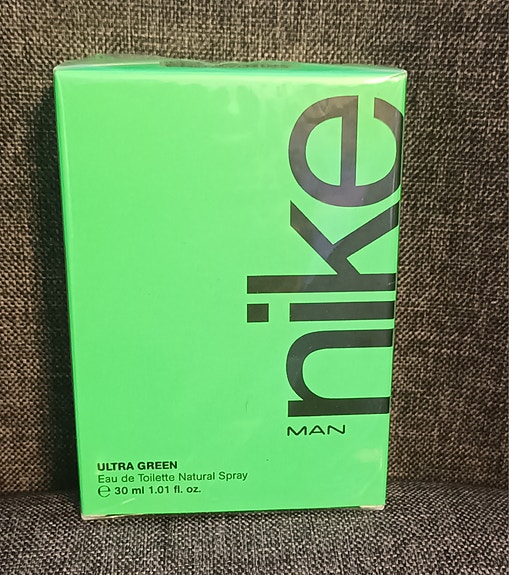 nike
MAN
ULTRA GREEN
Eau de Toilette Natural Spray
℮ 30 ml 1.01 fl. oz.